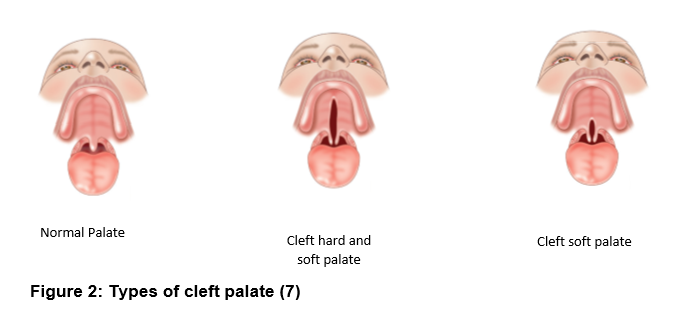 Normal Palate
Cleft hard and
soft palate
Cleft soft palate
Figure 2: Types of cleft palate (7)